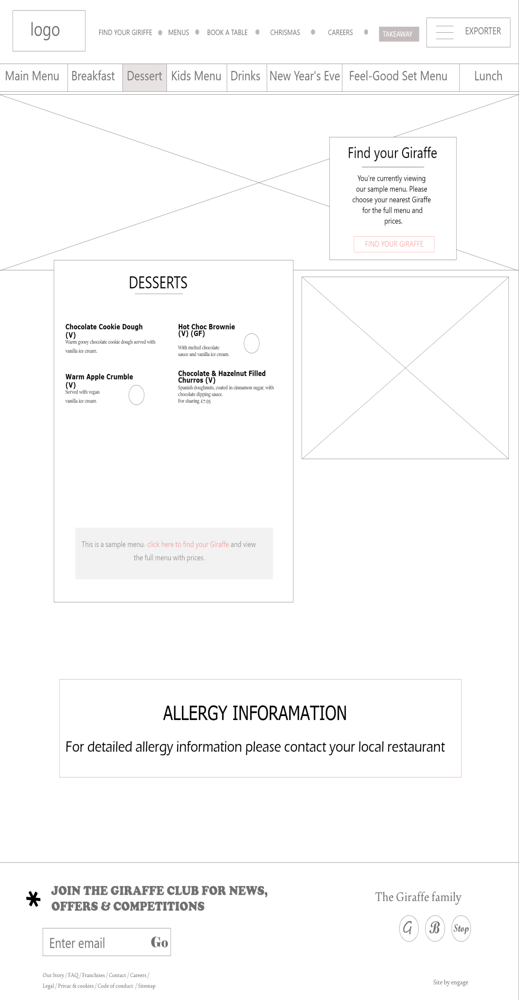 logo
FIND YOUR GIRIFFE
MENUS
BOOK A TABLE
CHRISMAS
CAREERS
TAKEAWAY
EXPORTER
Main Menu
Breakfast
Dessert
Kids Menu
Drinks
New Year's Eve
Feel-Good Set Menu
Lunch
Find your Giraffe
You’re currently viewing
our sample menu. Please
choose your nearest Giraffe
for the full menu and
prices.
FIND YOUR GIRAFFE
DESSERTS
Chocolate Cookie Dough
(V)
Warm gooey chocolate cookie dough served with
vanilla ice cream.
Hot Choc Brownie
(V) (GF)
With melted chocolate
sauce and vanilla ice cream.
Warm Apple Crumble
(V)
Served with vegan
vanilla ice cream.
Chocolate & Hazelnut Filled
Churros (V)
Spanish doughnuts, coated in cinnamon sugar, with
chocolate dipping sauce.
For sharing £7.95
This is a sample menu, click here to find your Giraffe and view
the full menu with prices.
ALLERGY INFORAMATION
For detailed allergy information please contact your local restaurant
* JOIN THE GIRAFFE CLUB FOR NEWS,
OFFERS & COMPETITIONS
Enter email
Go
Our Story / FAQ / Franchises / Contact / Careers /
Legal / Privac & cookies / Code of conduct / Sitemap
The Giraffe family
G
B
Stop
Site by engage